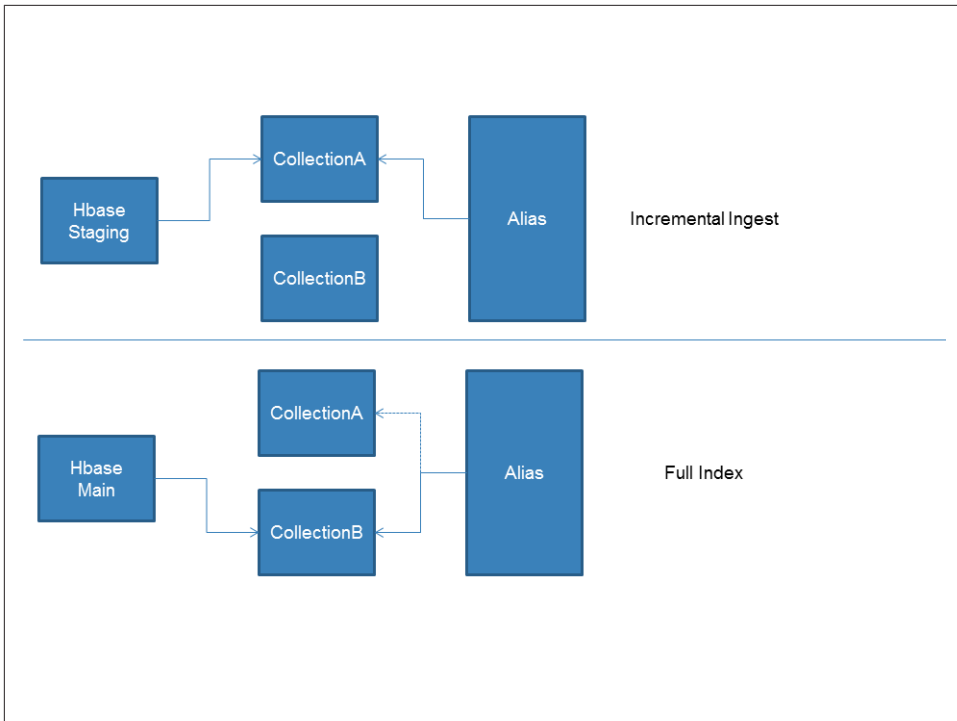 CollectionA
Hbase
Staging
Alias
Incremental Ingest
CollectionB
CollectionA
Hbase
Main
Alias
Full Index
CollectionB